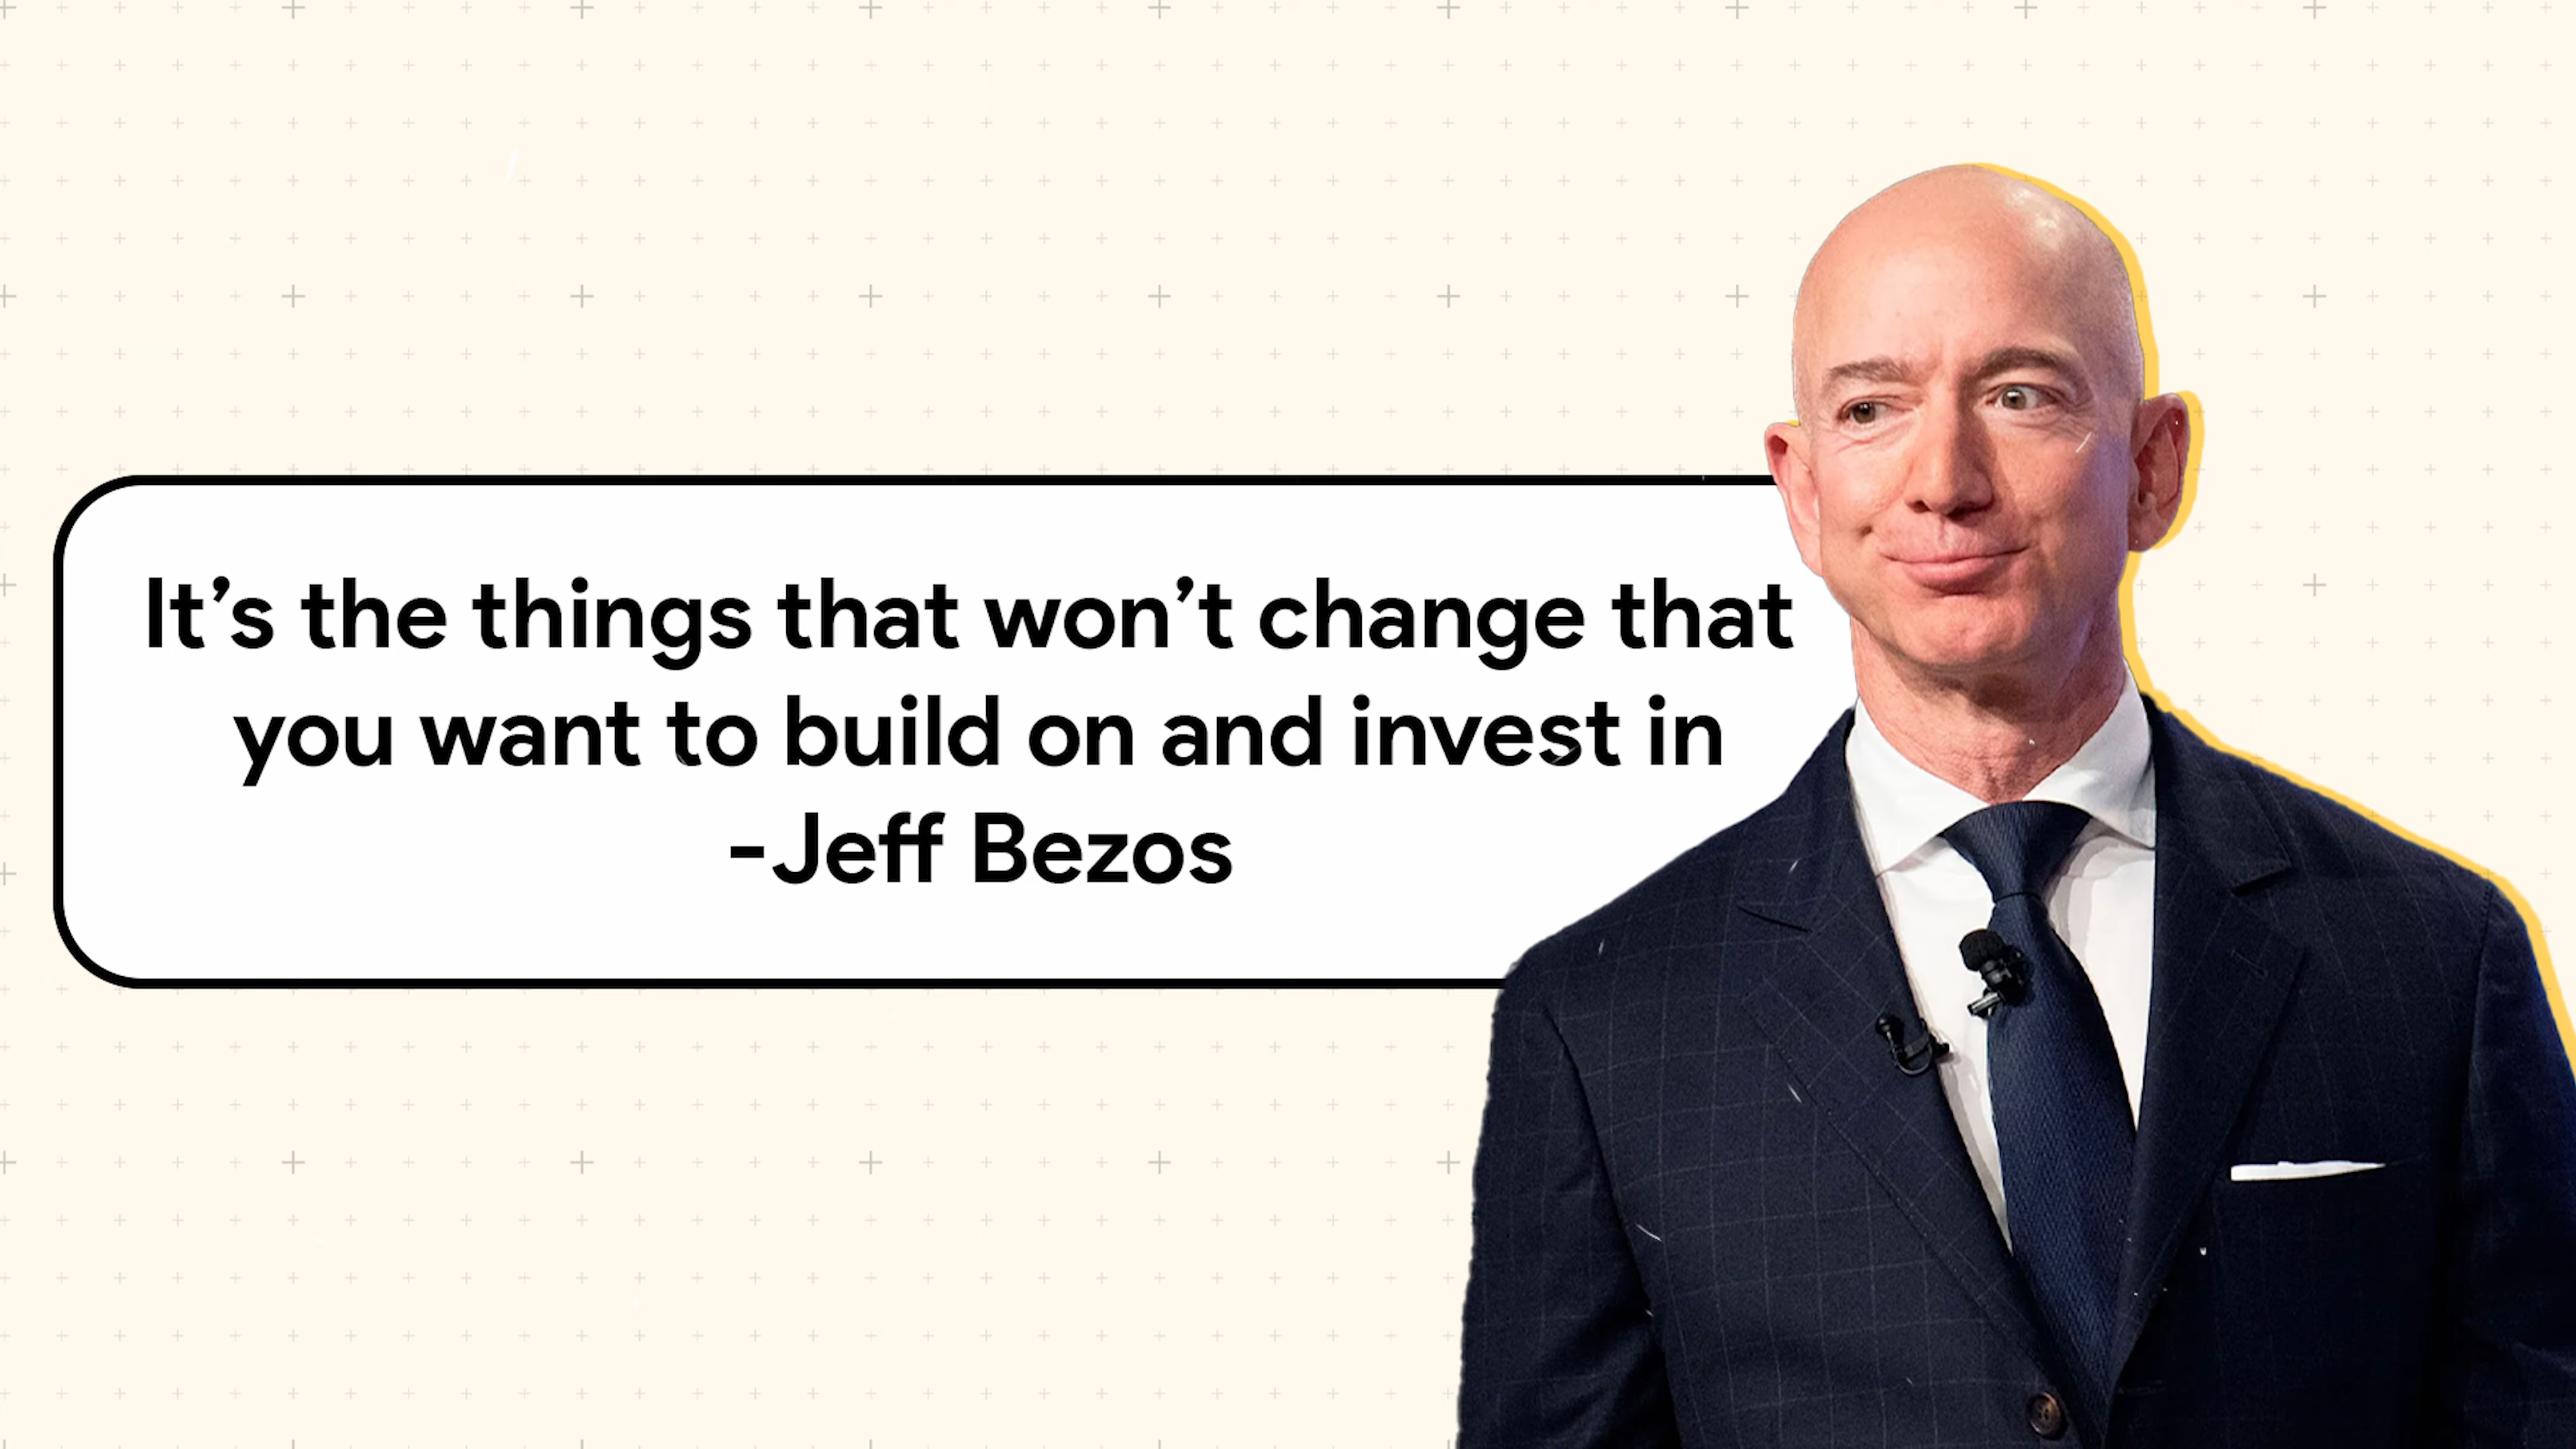 It’s the things that won’t change that
you want to build on and invest in
-Jeff Bezos